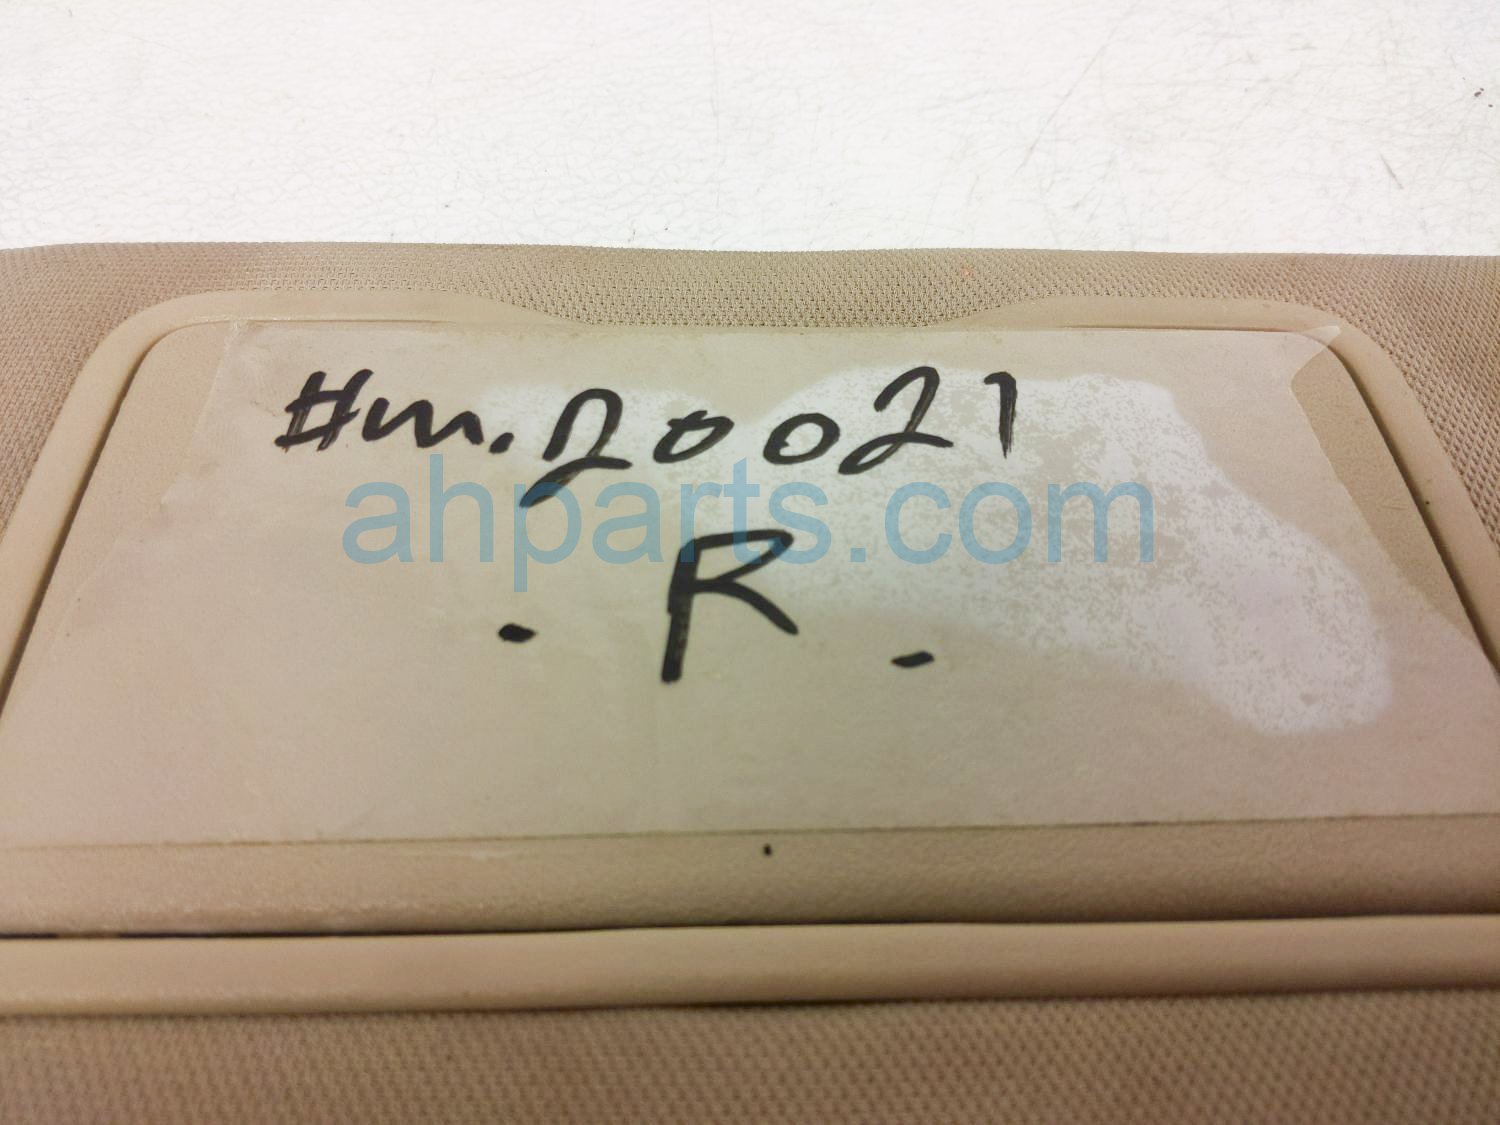 #m.20021
ahparts.com
. R .